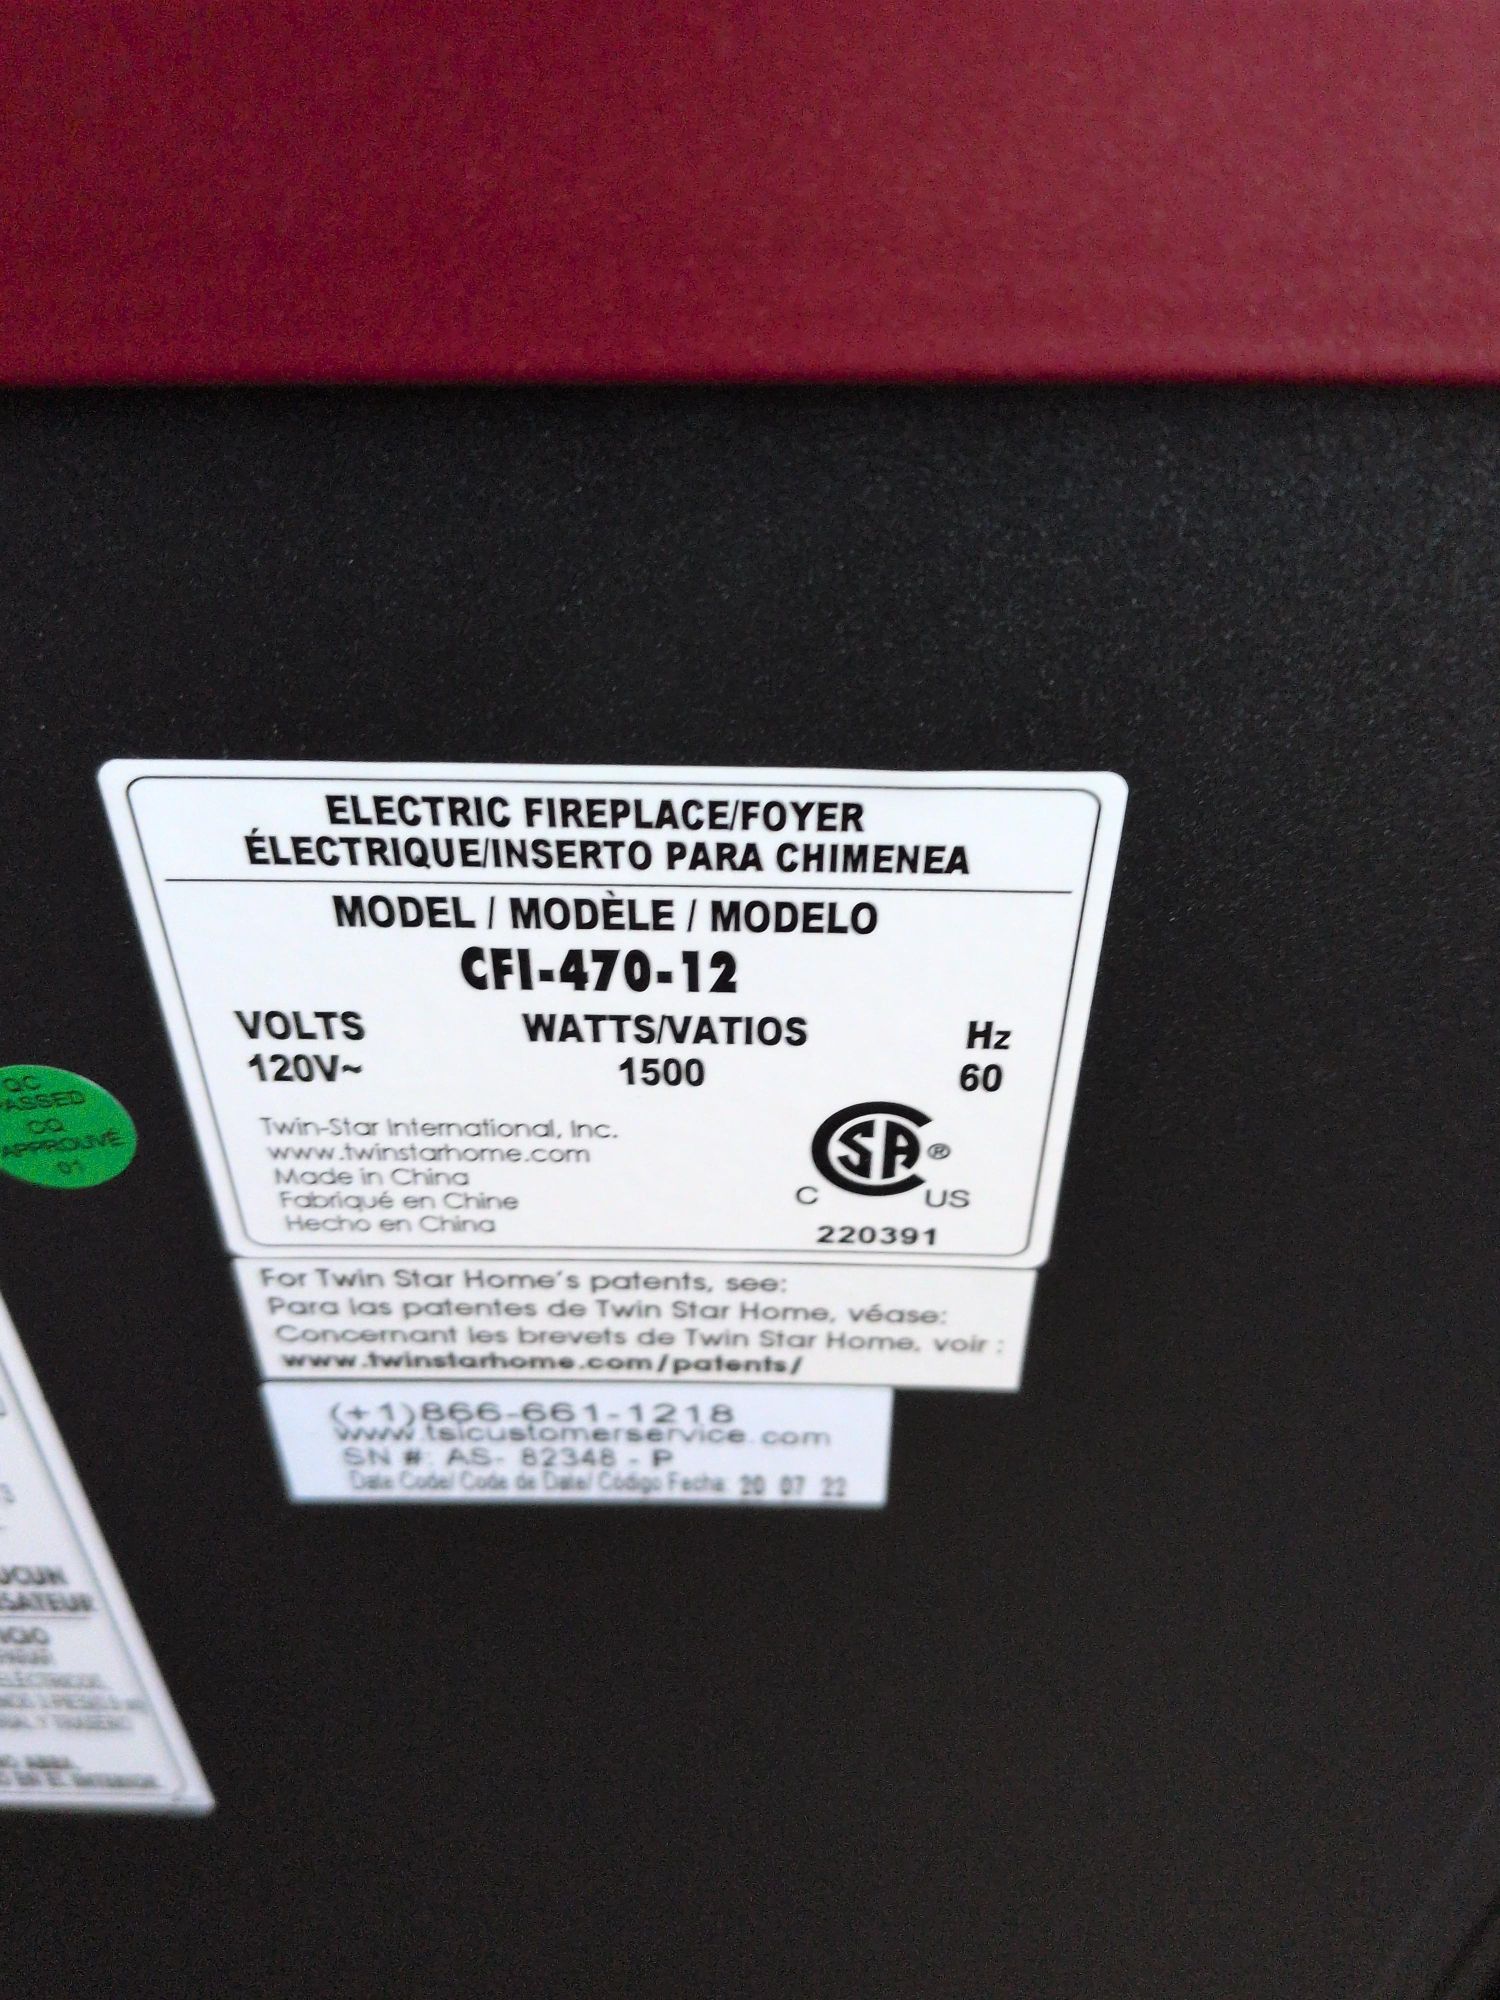 ELECTRIC FIREPLACE/FOYER
ÉLECTRIQUE/INSERTO PARA CHIMENEA
MODEL / MODÈLE / MODELO
CFI-470-12
VOLTS WATTS/VATIOS Hz
120V~ 1500 60
Twin-Star International, Inc.
www.twinstarhome.com
Made in China
Fabriqué en Chine
Hecho en China
SA ®
C US
220391
For Twin Star Home's patents, see:
Para las patentes de Twin Star Home, véase:
Concernant les brevets de Twin Star Home, voir :
www.twinstarhome.com/patents/
(+1)866-661-1218
www.tsicustomerservice.com
SN #: AS- 82348 - P
Date Code/ Code de Date/ Código Fecha: 20 07 22
QC
PASSED
CQ
APPROUVÉ
01
UCUN
ISATEUR